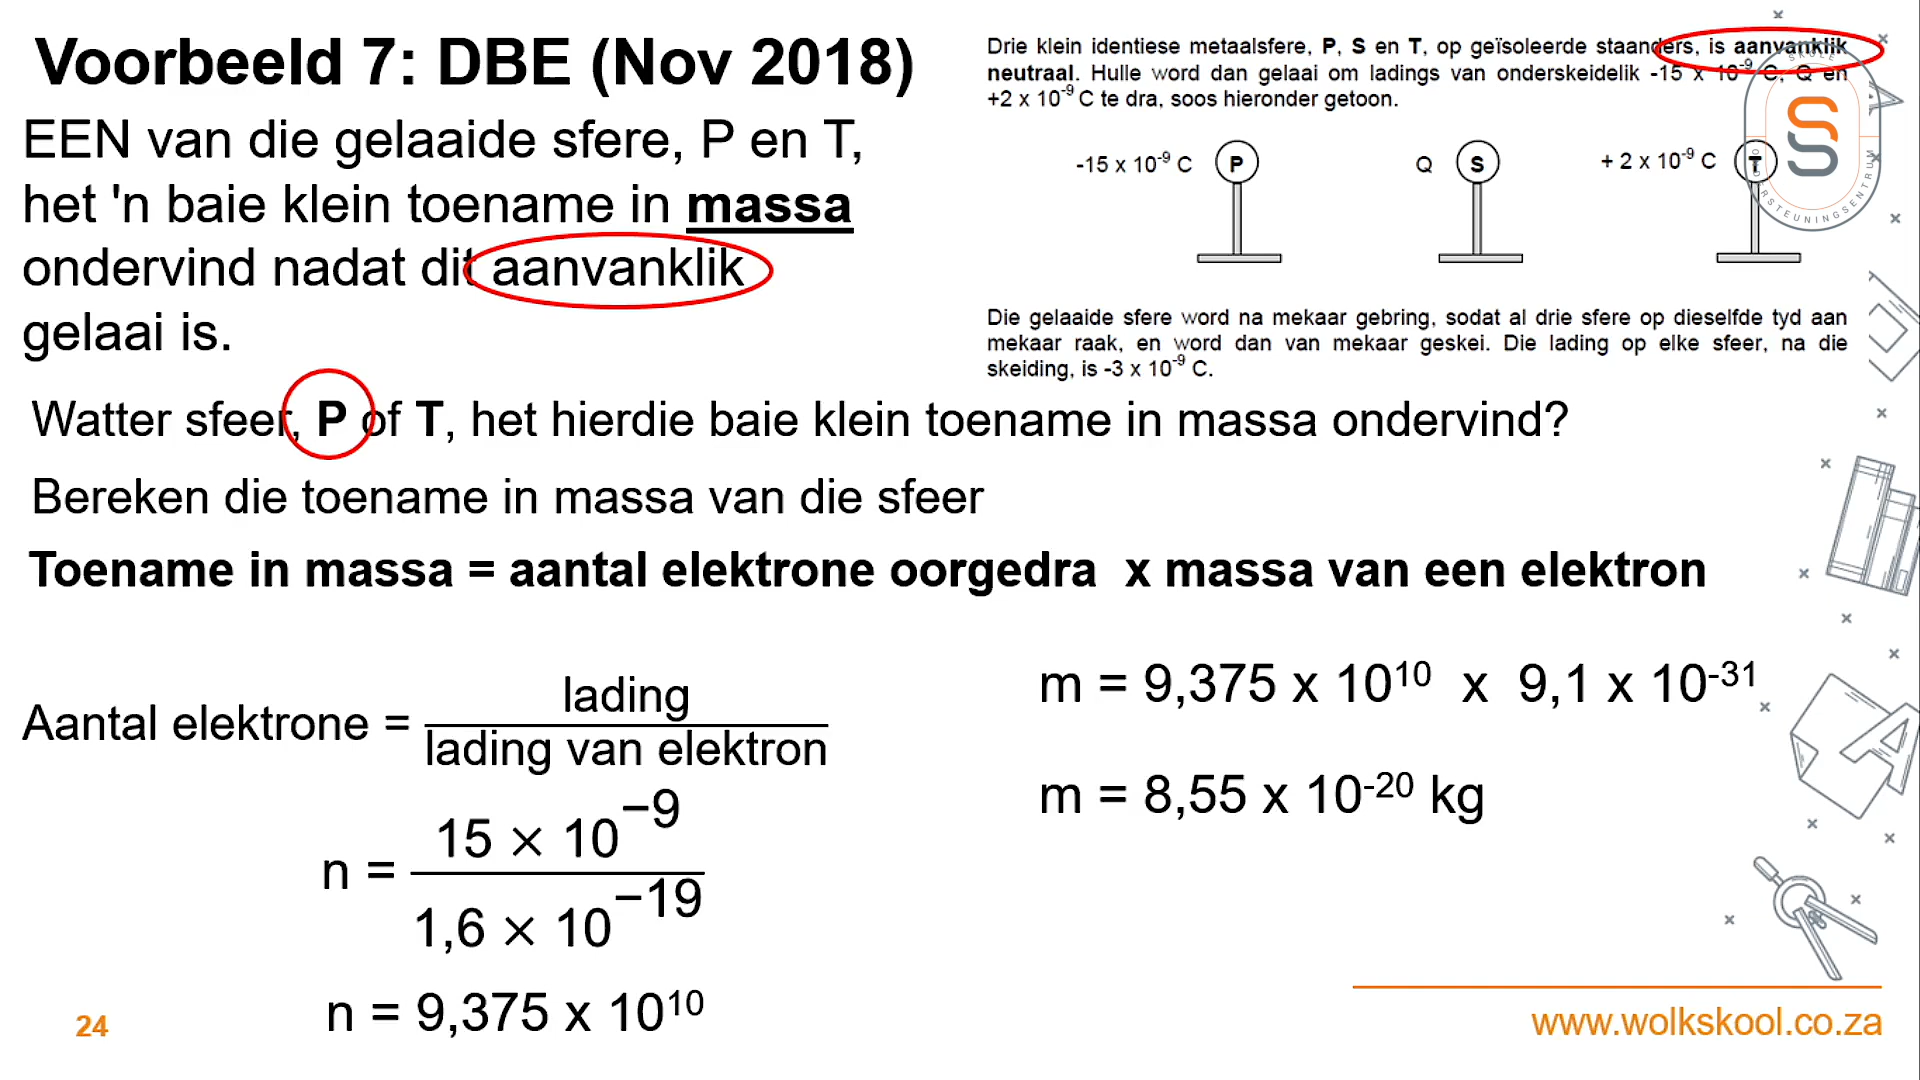 Voorbeeld 7: DBE (Nov 2018)
EEN van die gelaaide sfere, P en T,
het 'n baie klein toename in massa
ondervind nadat dit aanvanklik
gelaai is.
Drie klein identiese metaalsfere, P, S en T, op geïsoleerde staanders, is aanvanklik
neutraal. Hulle word dan gelaai om ladings van onderskeidelik -15 x 10⁻⁹ C, Q en
+2 x 10⁻⁹ C te dra, soos hieronder getoon.
-15 x 10⁻⁹ C P Q S + 2 x 10⁻⁹ C T
Die gelaaide sfere word na mekaar gebring, sodat al drie sfere op dieselfde tyd aan
mekaar raak, en word dan van mekaar geskei. Die lading op elke sfeer, na die
skeiding, is -3 x 10⁻⁹ C.
Watter sfeer, P of T, het hierdie baie klein toename in massa ondervind?
Bereken die toename in massa van die sfeer
Toename in massa = aantal elektrone oorgedra x massa van een elektron
Aantal elektrone = lading
lading van elektron
n = 15 × 10⁻⁹
1,6 × 10⁻¹⁹
n = 9,375 x 10¹⁰
m = 9,375 x 10¹⁰ x 9,1 x 10⁻³¹
m = 8,55 x 10⁻²⁰ kg
24
www.wolkskool.co.za